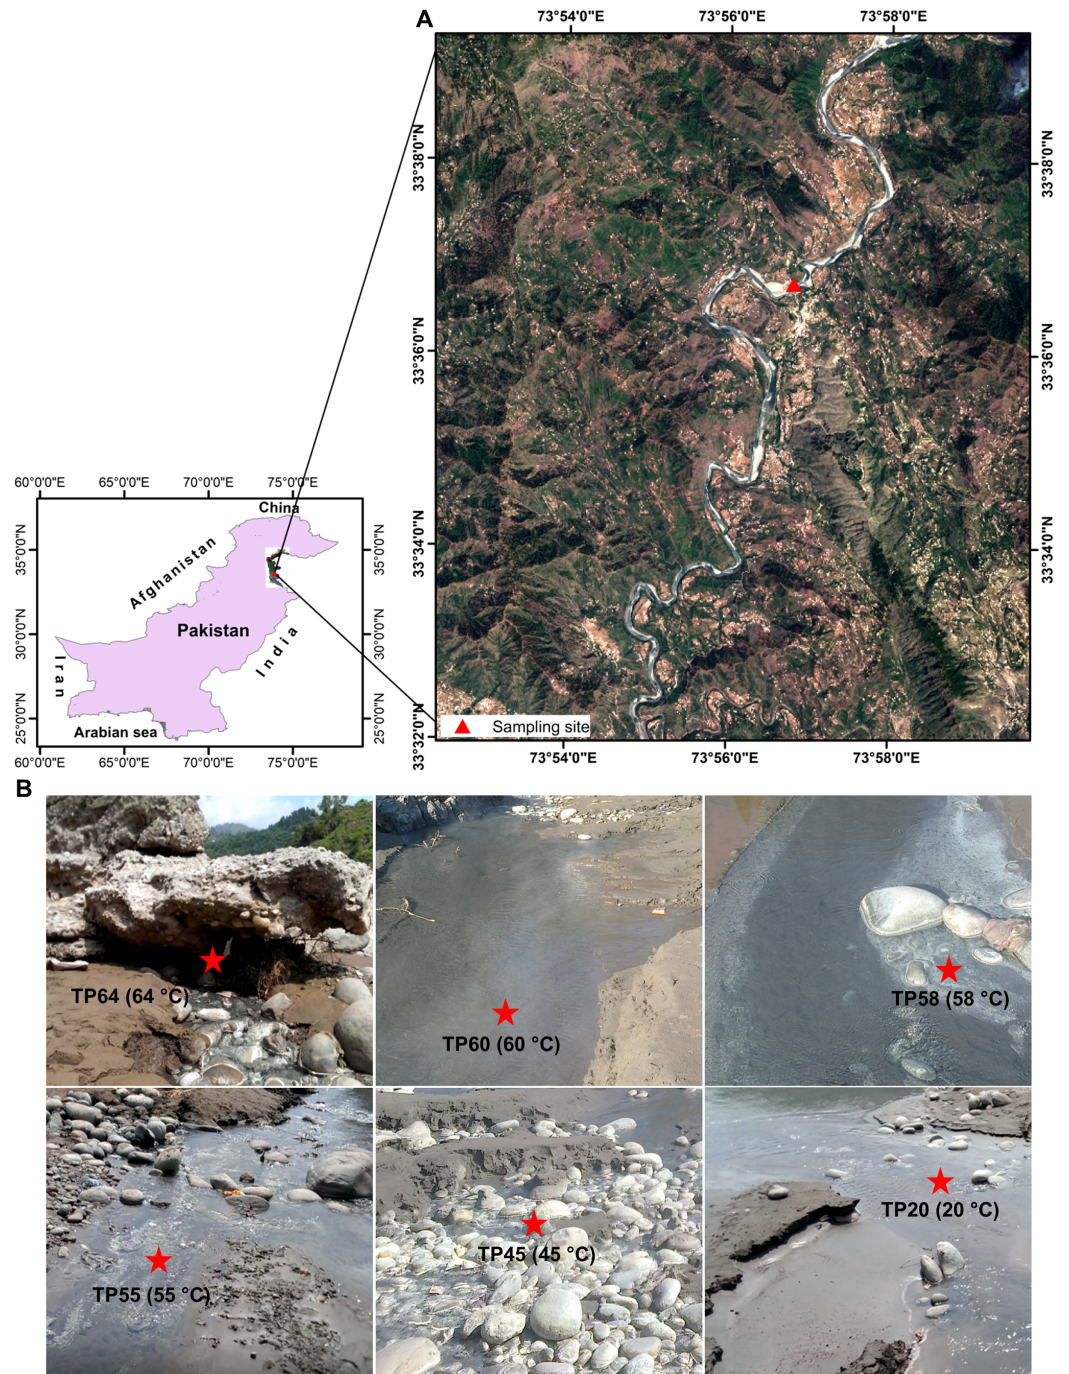 A
73°54'0"E 73°56'0"E 73°58'0"E
33°38'0"N 33°38'0"N
33°36'0"N 33°36'0"N
33°34'0"N 33°34'0"N
33°32'0"N
Sampling site
73°54'0"E 73°56'0"E 73°58'0"E
60°0'0"E 65°0'0"E 70°0'0"E 75°0'0"E
China
35°0'0"N 35°0'0"N
Afghanistan
Pakistan
30°0'0"N 30°0'0"N
India
Iran
25°0'0"N 25°0'0"N
Arabian sea
60°0'0"E 65°0'0"E 70°0'0"E 75°0'0"E
B
TP64 (64 °C)
TP60 (60 °C)
TP58 (58 °C)
TP55 (55 °C)
TP45 (45 °C)
TP20 (20 °C)